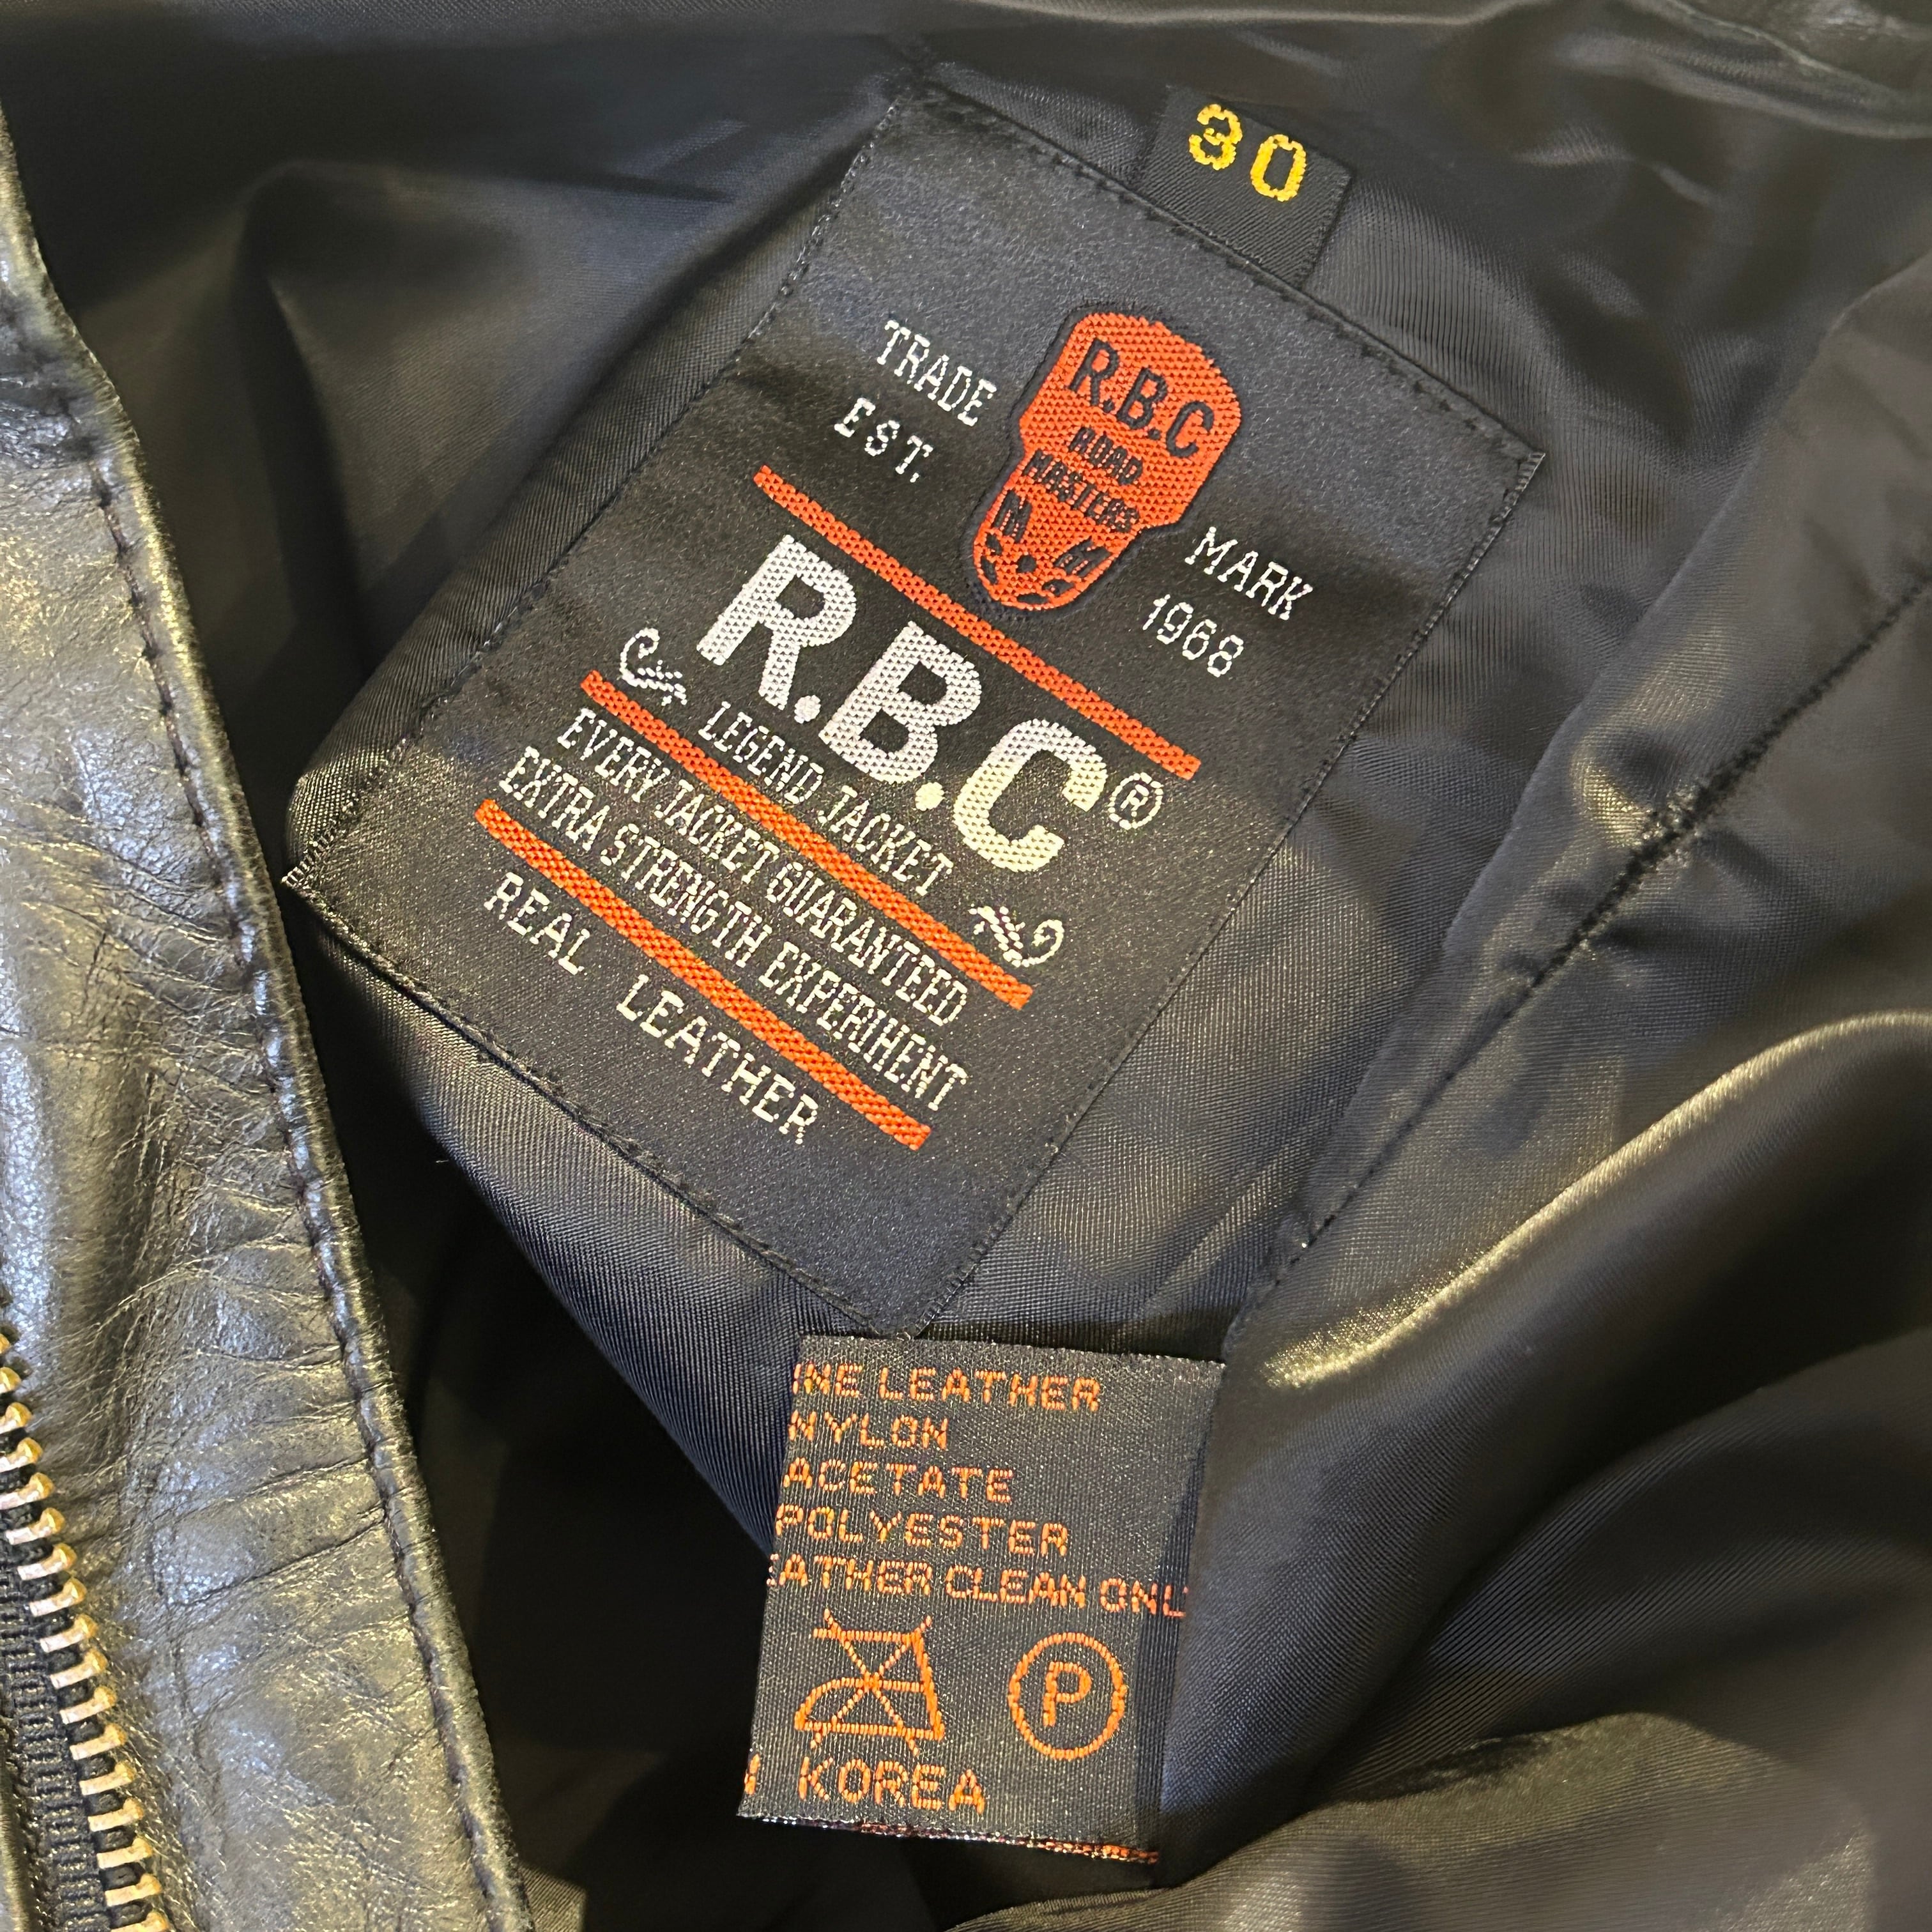 30
R.B.C
ROAD
MASTERS
TRADE MARK
EST. 1968
R.B.C®
LEGEND JACKET
EVERY JACKET GUARANTEED
EXTRA STRENGTH EXPERIHENT
REAL LEATHER
INE LEATHER
NYLON
ACETATE
POLYESTER
EATHER CLEAN ONL
P
KOREA